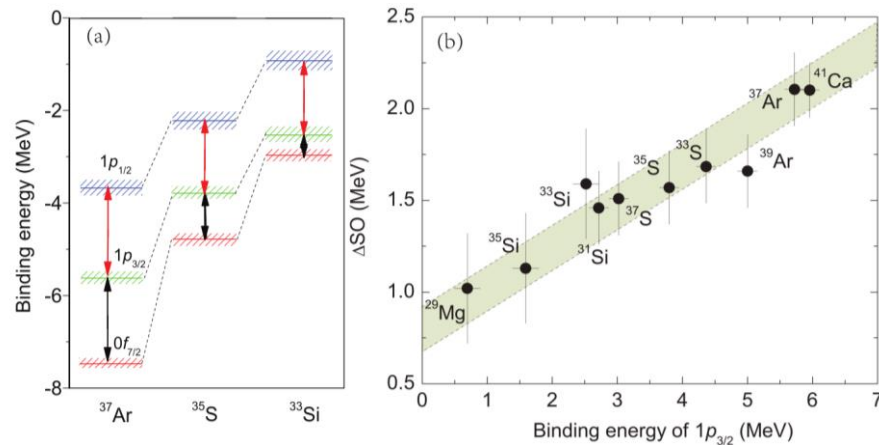 (a)
Binding energy (MeV)
0
-2
-4
-6
-8
1p1/2
1p3/2
0f7/2
³⁷Ar
³⁵S
³³Si
(b)
ΔSO (MeV)
2.5
2.0
1.5
1.0
0.5
²⁹Mg
³⁵Si
³³Si
³¹Si
³⁷S
³⁵S
³³S
³⁹Ar
³⁷Ar
⁴¹Ca
0 1 2 3 4 5 6 7
Binding energy of 1p3/2 (MeV)